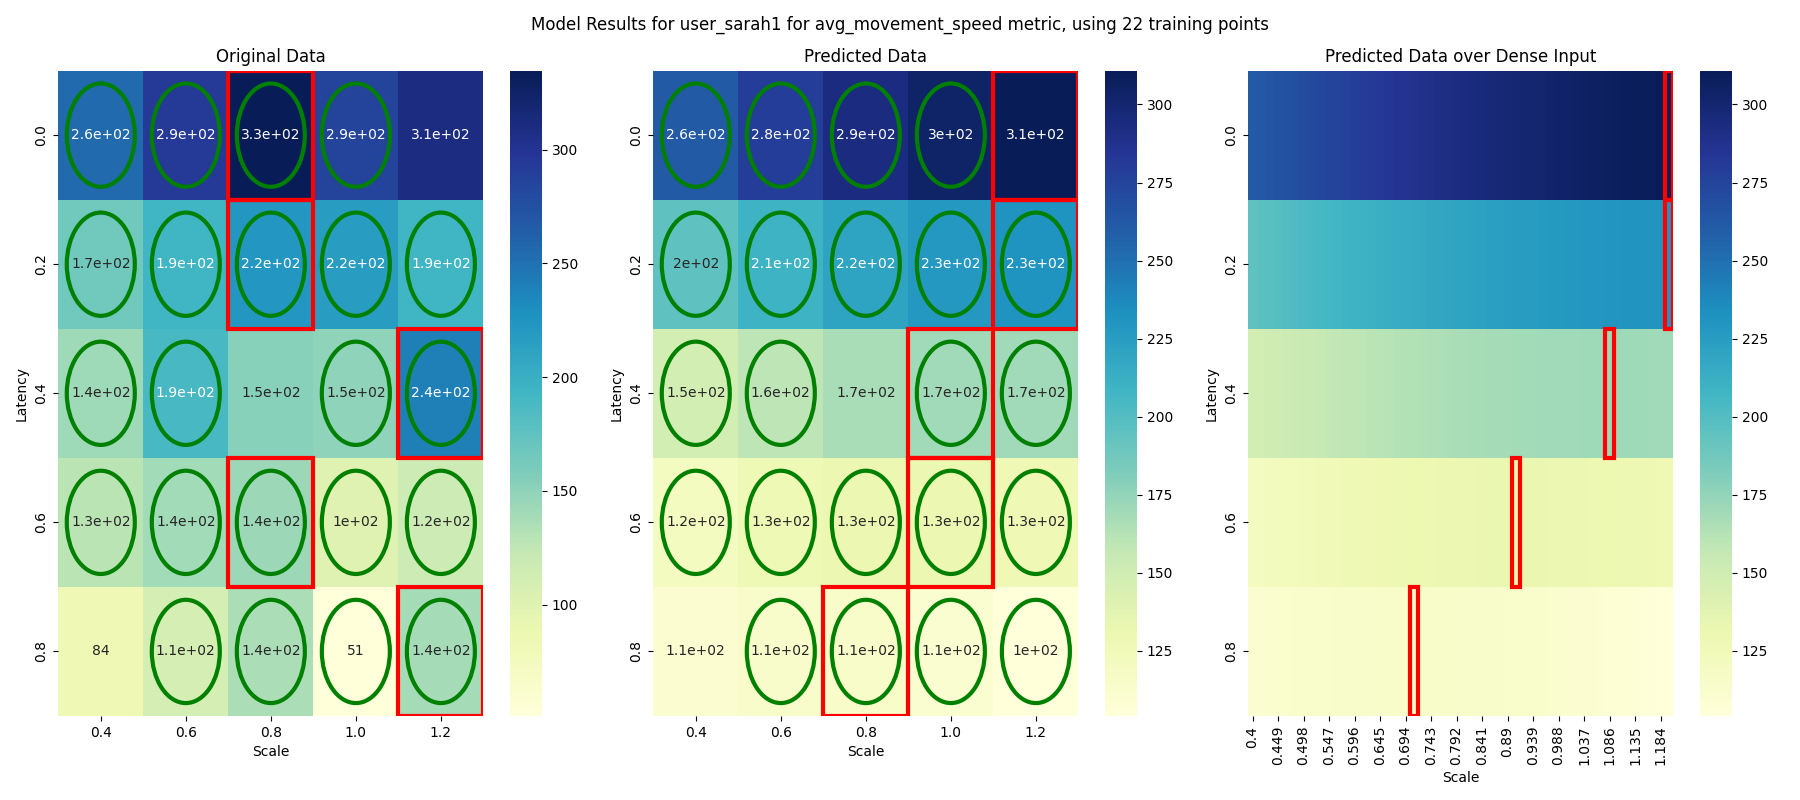 Model Results for user_sarah1 for avg_movement_speed metric, using 22 training points
Original Data
Latency
0.0 2.6e+02 2.9e+02 3.3e+02 2.9e+02 3.1e+02
0.2 1.7e+02 1.9e+02 2.2e+02 2.2e+02 1.9e+02
0.4 1.4e+02 1.9e+02 1.5e+02 1.5e+02 2.4e+02
0.6 1.3e+02 1.4e+02 1.4e+02 1e+02 1.2e+02
0.8 84 1.1e+02 1.4e+02 51 1.4e+02
0.4 0.6 0.8 1.0 1.2
Scale
300
250
200
150
100
Predicted Data
Latency
0.0 2.6e+02 2.8e+02 2.9e+02 3e+02 3.1e+02
0.2 2e+02 2.1e+02 2.2e+02 2.3e+02 2.3e+02
0.4 1.5e+02 1.6e+02 1.7e+02 1.7e+02 1.7e+02
0.6 1.2e+02 1.3e+02 1.3e+02 1.3e+02 1.3e+02
0.8 1.1e+02 1.1e+02 1.1e+02 1.1e+02 1e+02
0.4 0.6 0.8 1.0 1.2
Scale
300
275
250
225
200
175
150
125
Predicted Data over Dense Input
Latency
0.0
0.2
0.4
0.6
0.8
0.4 0.449 0.498 0.547 0.596 0.645 0.694 0.743 0.792 0.841 0.89 0.939 0.988 1.037 1.086 1.135 1.184
Scale
300
275
250
225
200
175
150
125